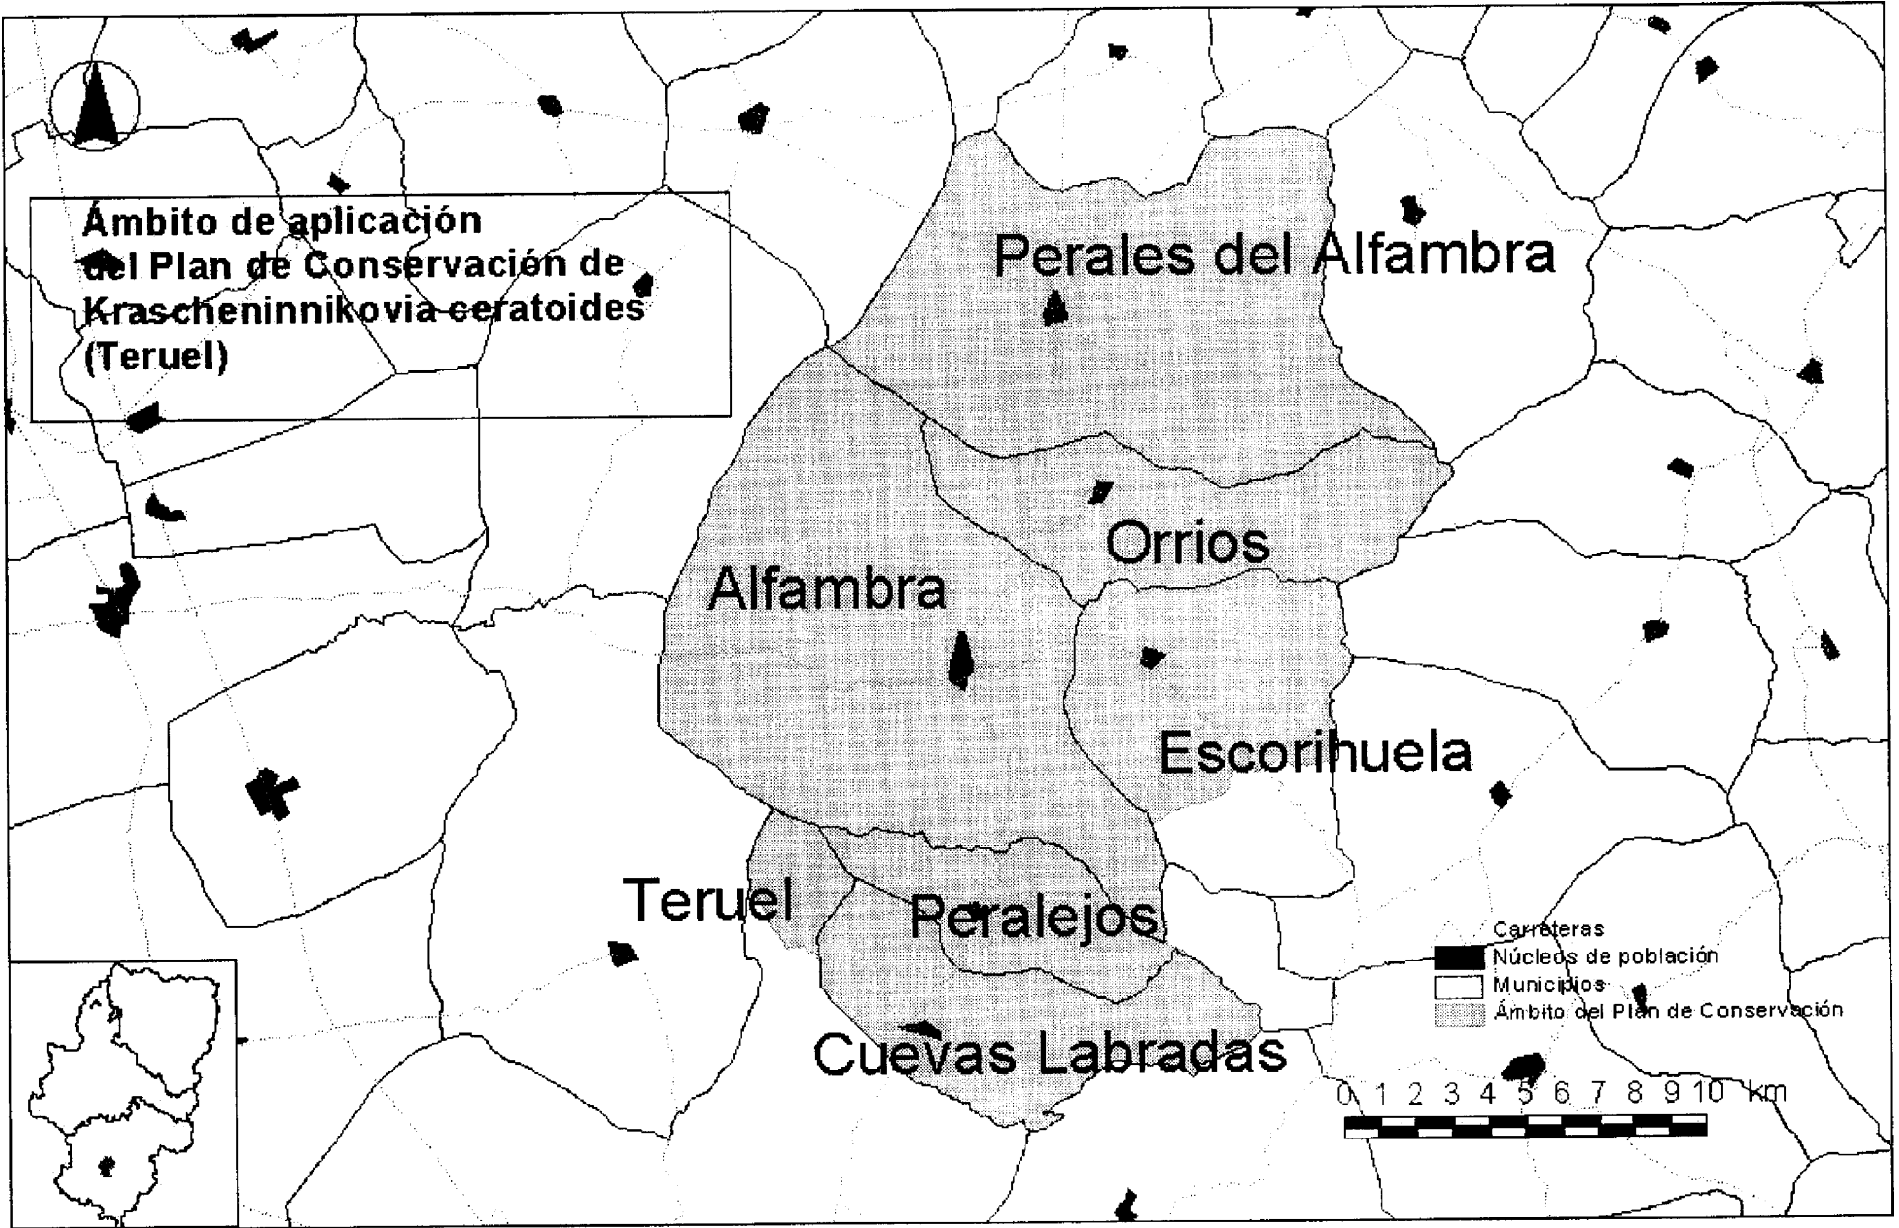 Ámbito de aplicación
del Plan de Conservación de
Krascheninnikovia ceratoides
(Teruel)
Perales del Alfambra
Orrios
Alfambra
Escorihuela
Teruel
Peralejos
Cuevas Labradas
Carreteras
Núcleos de población
Municipios
Ámbito del Plan de Conservación
0 1 2 3 4 5 6 7 8 9 10 km